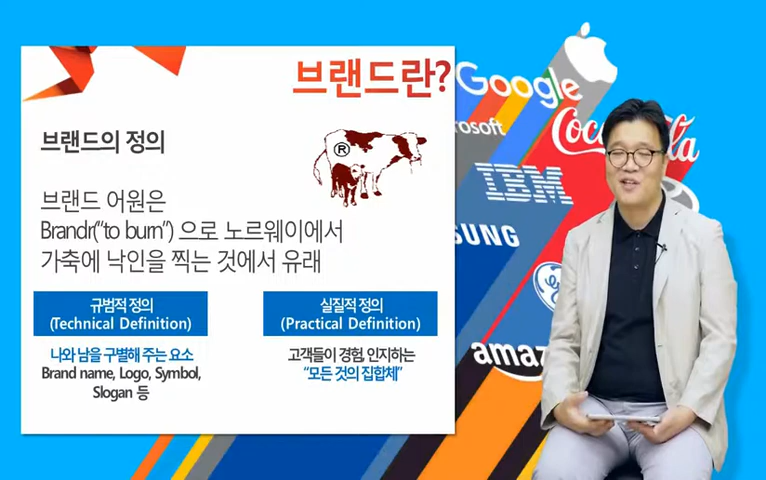 브랜드란?
브랜드의 정의
®
브랜드 어원은
Brandr("to burn") 으로 노르웨이에서
가축에 낙인을 찍는 것에서 유래
규범적 정의
(Technical Definition)
나와 남을 구별해 주는 요소
Brand name, Logo, Symbol,
Slogan 등
실질적 정의
(Practical Definition)
고객들이 경험, 인지하는
"모든 것의 집합체"
Google
rosoft
Coca Cola
IBM
SUNG
GE
amaz